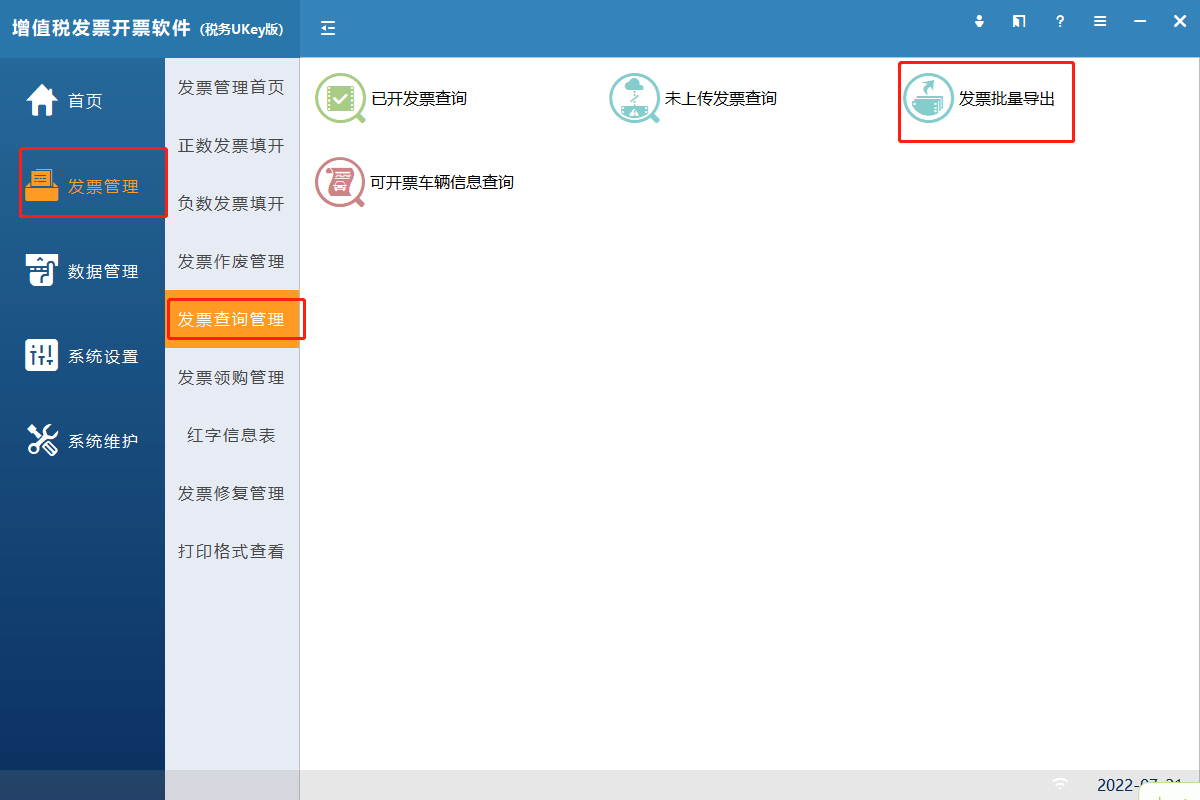 增值税发票开票软件 (税务UKey版)
?
首页
发票管理
数据管理
系统设置
系统维护
发票管理首页
正数发票填开
负数发票填开
发票作废管理
发票查询管理
发票领购管理
红字信息表
发票修复管理
打印格式查看
已开发票查询
未上传发票查询
发票批量导出
可开票车辆信息查询